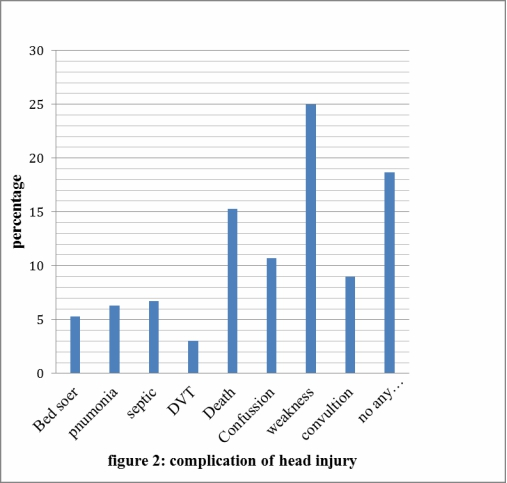 30
25
20
15
10
5
0
percentage
Bed soer
pnumonia
septic
DVT
Death
Confussion
weakness
convultion
no any...
figure 2: complication of head injury